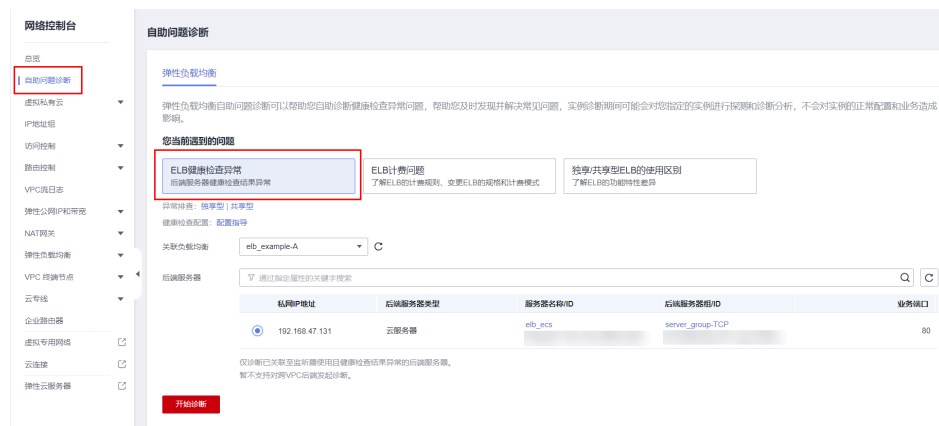 网络控制台
总览
自助问题诊断
虚拟私有云
IP地址组
访问控制
路由控制
VPC流日志
弹性公网IP和带宽
NAT网关
弹性负载均衡
VPC 终端节点
云专线
企业路由器
虚拟专用网络
云连接
弹性云服务器
自助问题诊断
弹性负载均衡
弹性负载均衡自助问题诊断可以帮助您自助诊断健康检查异常问题，帮助您及时发现并解决常见问题，实例诊断期间可能会对您指定的实例进行探测和诊断分析，不会对实例的正常配置和业务造成
影响。
您当前遇到的问题
ELB健康检查异常
后端服务器健康检查结果异常
ELB计费问题
了解ELB的计费规则、变更ELB的规格和计费模式
独享/共享型ELB的使用区别
了解ELB的功能特性差异
异常排查：独享型 | 共享型
健康检查配置：配置指导
关联负载均衡 elb_example-A
后端服务器 通过指定属性的关键字搜索
私网IP地址 后端服务器类型 服务器名称/ID 后端服务器组/ID 业务端口
192.168.47.131 云服务器 elb_ecs server_group-TCP 80
仅诊断已关联至监听器使用且健康检查结果异常的后端服务器。
暂不支持对跨VPC后端发起诊断。
开始诊断